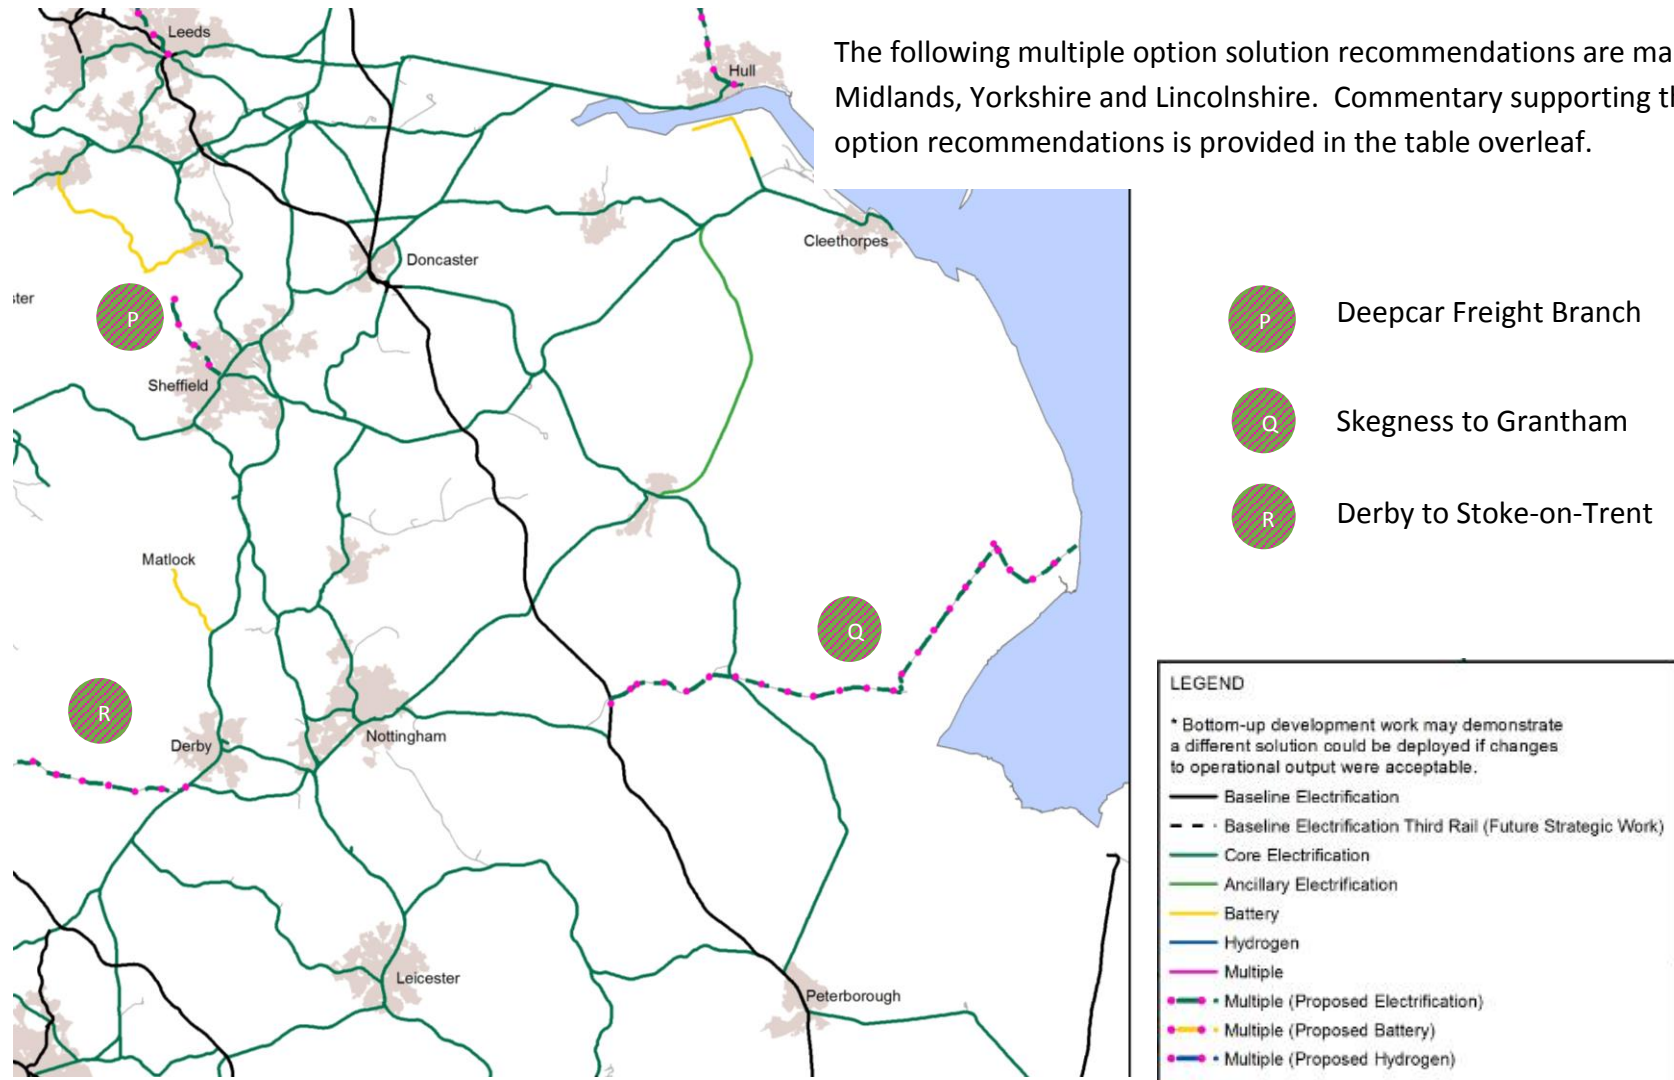 Leeds
Hull
The following multiple option solution recommendations are ma
Midlands, Yorkshire and Lincolnshire. Commentary supporting th
option recommendations is provided in the table overleaf.
Cleethorpes
Doncaster
ster
P
Sheffield
P Deepcar Freight Branch
Q Skegness to Grantham
R Derby to Stoke-on-Trent
Matlock
Q
R
Derby
Nottingham
Leicester
Peterborough
LEGEND
* Bottom-up development work may demonstrate
a different solution could be deployed if changes
to operational output were acceptable.
Baseline Electrification
Baseline Electrification Third Rail (Future Strategic Work)
Core Electrification
Ancillary Electrification
Battery
Hydrogen
Multiple
Multiple (Proposed Electrification)
Multiple (Proposed Battery)
Multiple (Proposed Hydrogen)